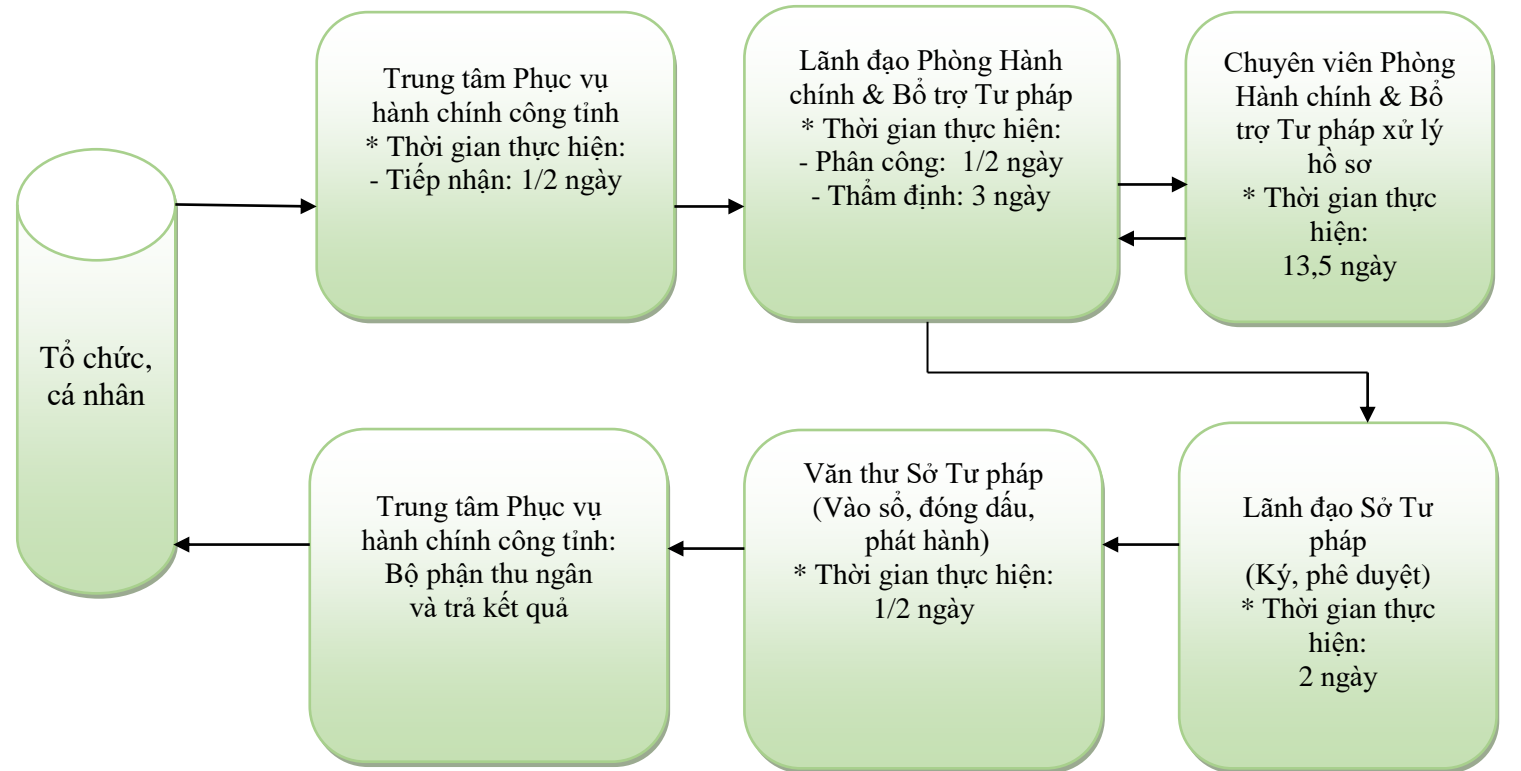 Trung tâm Phục vụ
hành chính công tỉnh
* Thời gian thực hiện:
- Tiếp nhận: 1/2 ngày
Lãnh đạo Phòng Hành
chính & Bổ trợ Tư pháp
* Thời gian thực hiện:
- Phân công: 1/2 ngày
- Thẩm định: 3 ngày
Chuyên viên Phòng
Hành chính & Bổ
trợ Tư pháp xử lý
hồ sơ
* Thời gian thực
hiện:
13,5 ngày
Tổ chức,
cá nhân
Trung tâm Phục vụ
hành chính công tỉnh:
Bộ phận thu ngân
và trả kết quả
Văn thư Sở Tư pháp
(Vào sổ, đóng dấu,
phát hành)
* Thời gian thực hiện:
1/2 ngày
Lãnh đạo Sở Tư
pháp
(Ký, phê duyệt)
* Thời gian thực
hiện:
2 ngày